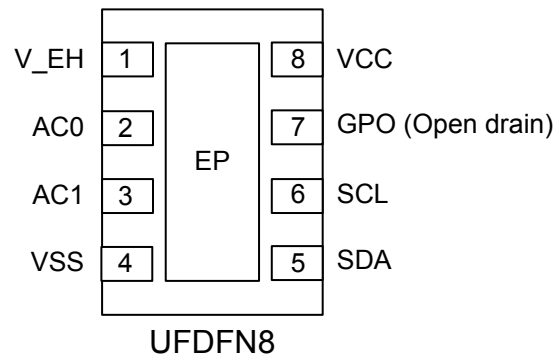 V_EH 1 8 VCC
AC0 2 7 GPO (Open drain)
EP
AC1 3 6 SCL
VSS 4 5 SDA
UFDFN8